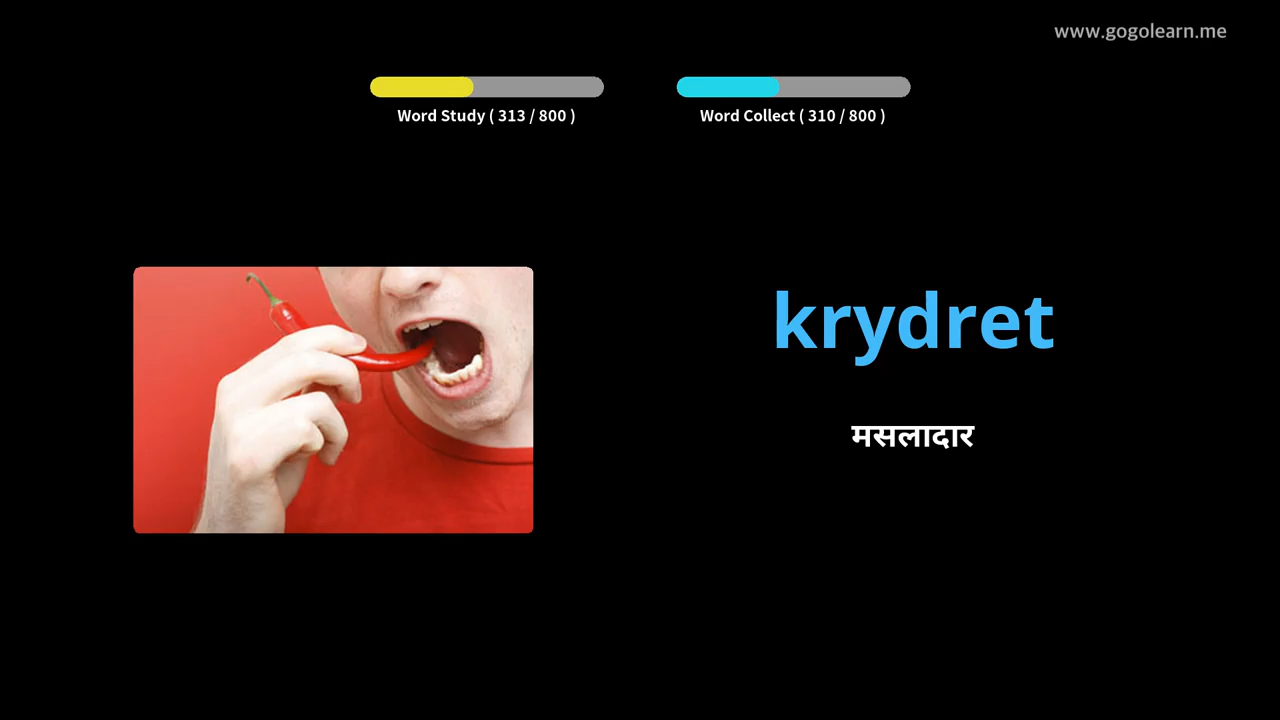 www.gogolearn.me
Word Study ( 313 / 800 )
Word Collect ( 310 / 800 )
krydret
मसलादार